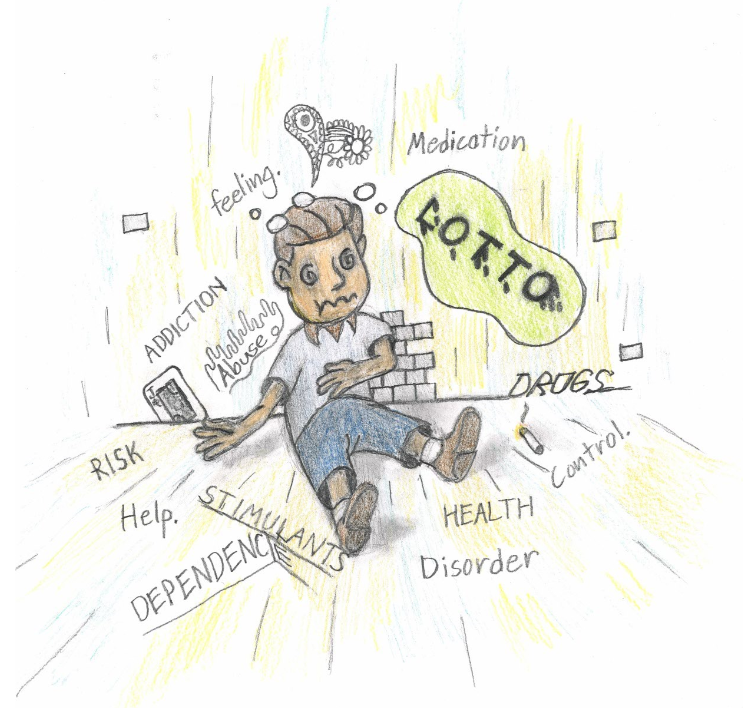 Medication
feeling.
ADDICTION
Abuse
DRUGS
RISK
Control.
Help.
STIMULANTS
HEALTH
DEPENDENCE
Disorder